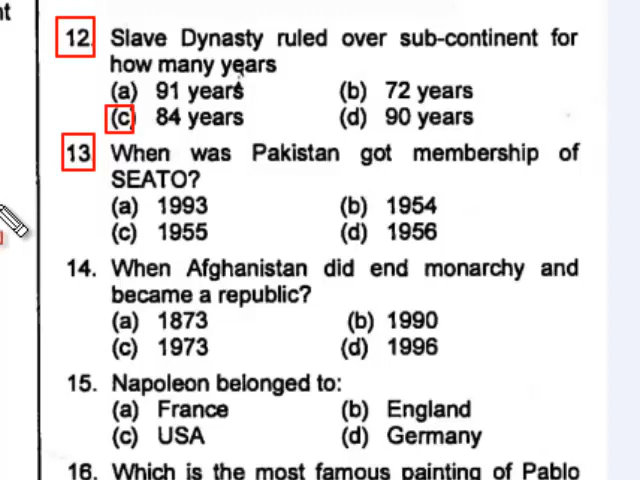 nt
12. Slave Dynasty ruled over sub-continent for
how many years
(a) 91 years (b) 72 years
(c) 84 years (d) 90 years
13 When was Pakistan got membership of
SEATO?
(a) 1993 (b) 1954
(c) 1955 (d) 1956
14. When Afghanistan did end monarchy and
became a republic?
(a) 1873 (b) 1990
(c) 1973 (d) 1996
15. Napoleon belonged to:
(a) France (b) England
(c) USA (d) Germany
16. Which is the most famous painting of Pablo